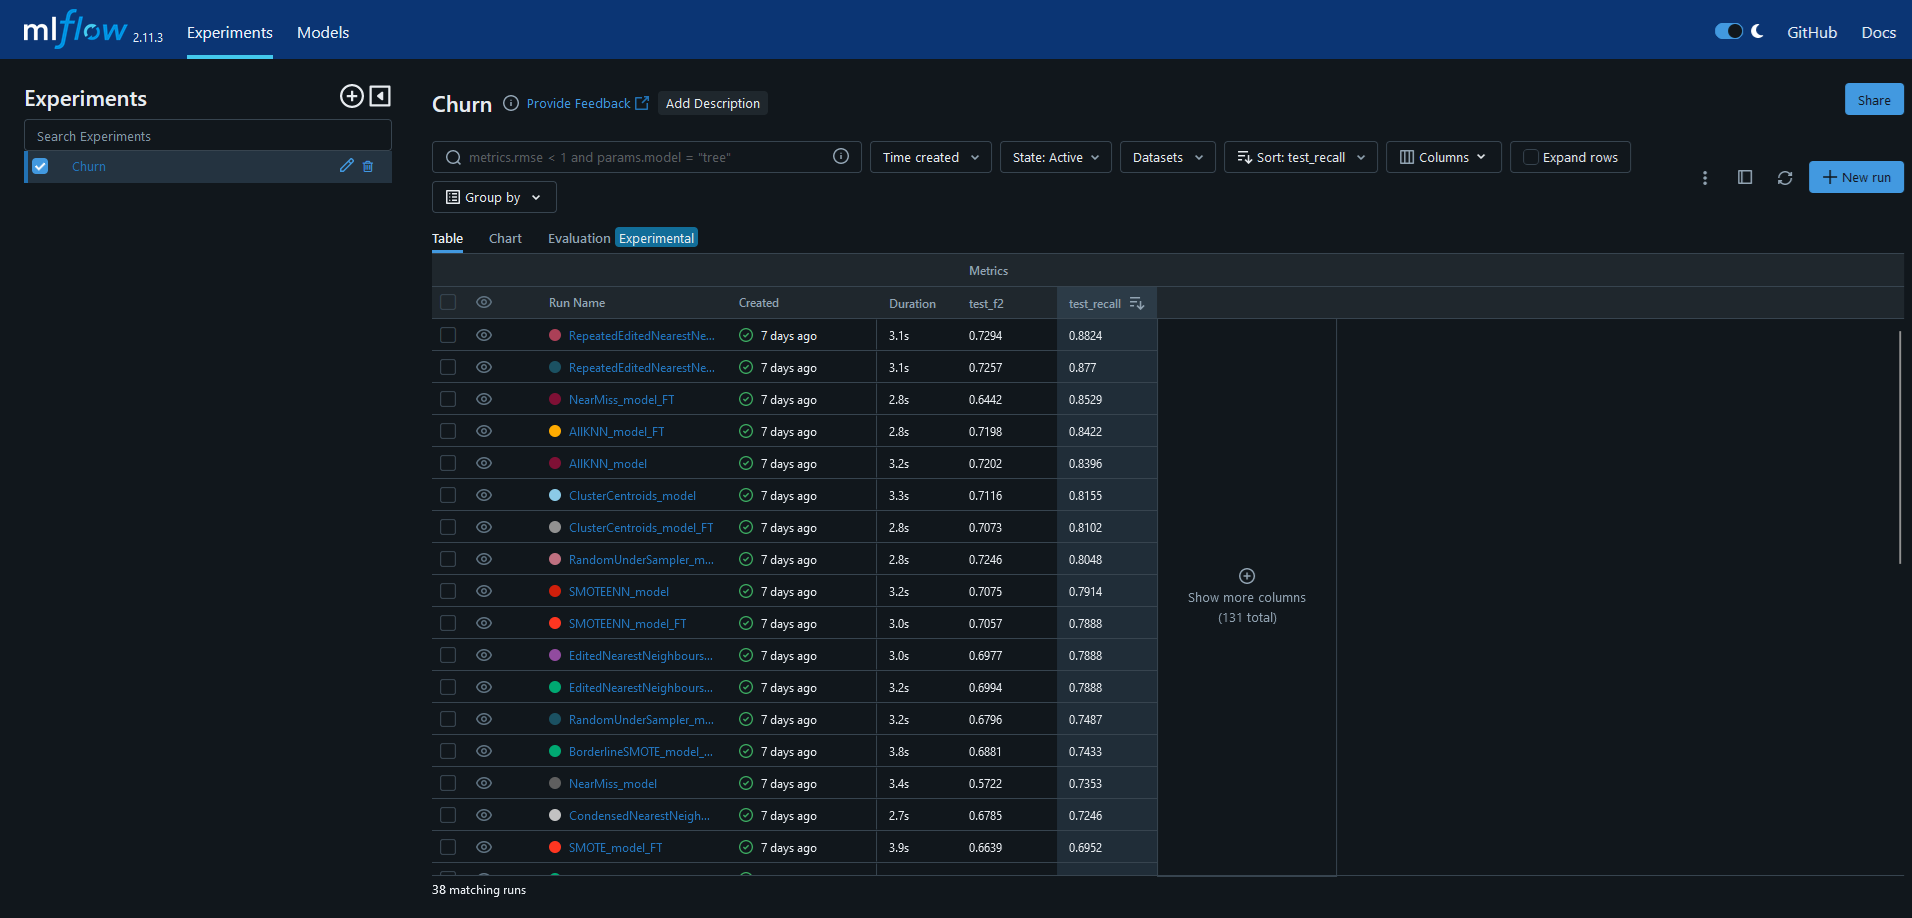 mlflow 2.11.3 Experiments Models GitHub Docs
Experiments
Search Experiments
Churn
Churn Provide Feedback Add Description Share
metrics.rmse < 1 and params.model = "tree" Time created State: Active Datasets Sort: test_recall Columns Expand rows
New run
Group by
Table Chart Evaluation Experimental
Metrics
Run Name Created Duration test_f2 test_recall
RepeatedEditedNearestNe... 7 days ago 3.1s 0.7294 0.8824
RepeatedEditedNearestNe... 7 days ago 3.1s 0.7257 0.877
NearMiss_model_FT 7 days ago 2.8s 0.6442 0.8529
AllKNN_model_FT 7 days ago 2.8s 0.7198 0.8422
AllKNN_model 7 days ago 3.2s 0.7202 0.8396
ClusterCentroids_model 7 days ago 3.3s 0.7116 0.8155
ClusterCentroids_model_FT 7 days ago 2.8s 0.7073 0.8102
RandomUnderSampler_m... 7 days ago 2.8s 0.7246 0.8048
SMOTEENN_model 7 days ago 3.2s 0.7075 0.7914
SMOTEENN_model_FT 7 days ago 3.0s 0.7057 0.7888
EditedNearestNeighbours... 7 days ago 3.0s 0.6977 0.7888
EditedNearestNeighbours... 7 days ago 3.2s 0.6994 0.7888
RandomUnderSampler_m... 7 days ago 3.2s 0.6796 0.7487
BorderlineSMOTE_model_... 7 days ago 3.8s 0.6881 0.7433
NearMiss_model 7 days ago 3.4s 0.5722 0.7353
CondensedNearestNeigh... 7 days ago 2.7s 0.6785 0.7246
SMOTE_model_FT 7 days ago 3.9s 0.6639 0.6952
Show more columns
(131 total)
38 matching runs